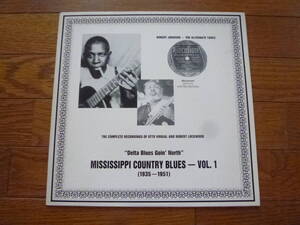 ROBERT JOHNSON — THE ALTERNATE TAKES
THE COMPLETE RECORDINGS OF OTTO VIRGIAL AND ROBERT LOCKWOOD
"Delta Blues Goin' North"
MISSISSIPPI COUNTRY BLUES — VOL. 1
(1935 — 1951)